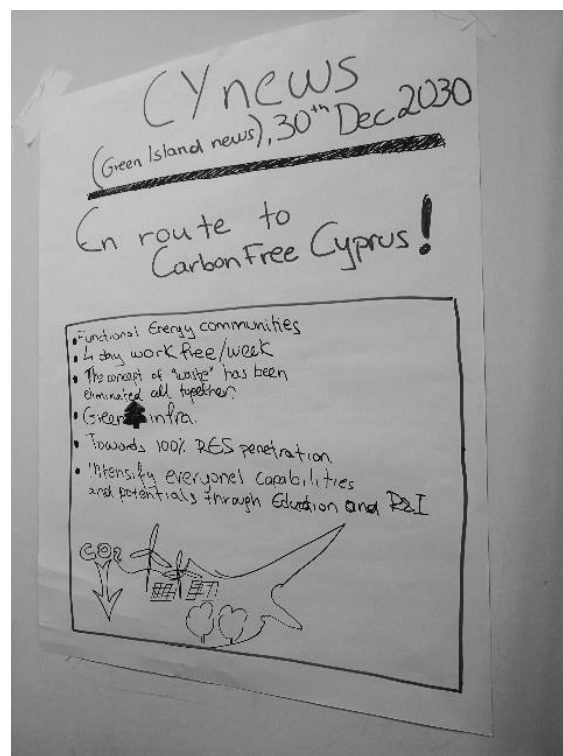 CYnews
(Green Island news), 30th Dec 2030
En route to
Carbon Free Cyprus!
• Functional Energy communities
• 4 day work free/week
• The concept of "waste" has been
eliminated all together.
• Green infra.
• Towards 100% RES penetration
• Intensify everyone's capabilities
and potentials through Education and R&I
CO2